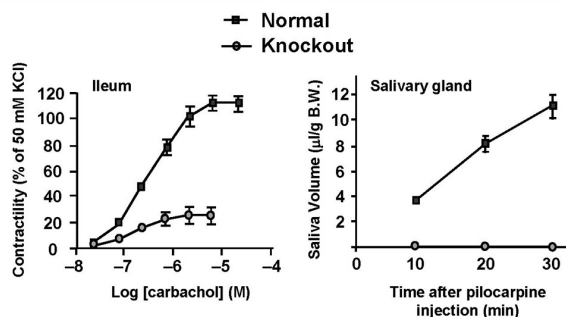 Normal
Knockout
Ileum
Contractility (% of 50 mM KCl)
120
100
80
60
40
20
0
–8
–7
–6
–5
–4
Log [carbachol] (M)
Salivary gland
Saliva Volume (µl/g B.W.)
12
10
8
6
4
2
0
10
20
30
Time after pilocarpine
injection (min)